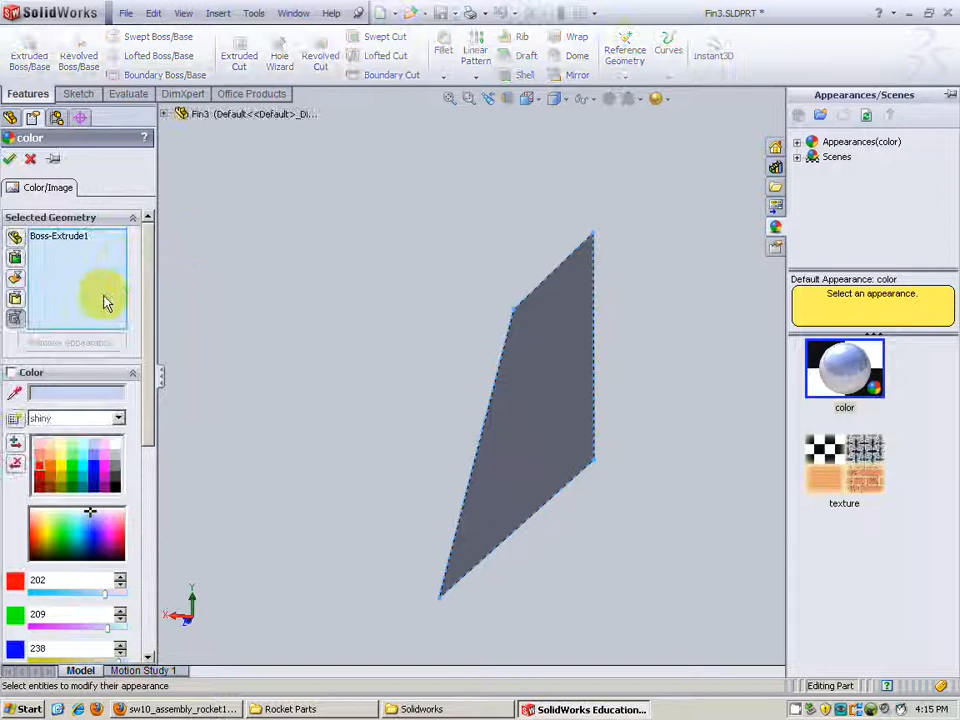 SolidWorks File Edit View Insert Tools Window Help Fin3.SLDPRT *
Extruded Boss/Base
Revolved Boss/Base
Swept Boss/Base
Lofted Boss/Base
Boundary Boss/Base
Extruded Cut
Hole Wizard
Revolved Cut
Swept Cut
Lofted Cut
Boundary Cut
Fillet
Linear Pattern
Rib
Draft
Shell
Wrap
Dome
Mirror
Reference Geometry
Curves
Instant3D
Features Sketch Evaluate DimXpert Office Products
Fin3 (Default<<Default>_Di...
color ?
Color/Image
Selected Geometry
Boss-Extrude1
Color
shiny
202
209
238
X
Y
Z
Appearances/Scenes
Appearances(color)
Scenes
Default Appearance: color
Select an appearance.
color
texture
Model Motion Study 1
Select entities to modify their appearance Editing Part
Start sw10_assembly_rocket1... Rocket Parts Solidworks SolidWorks Education... 4:15 PM